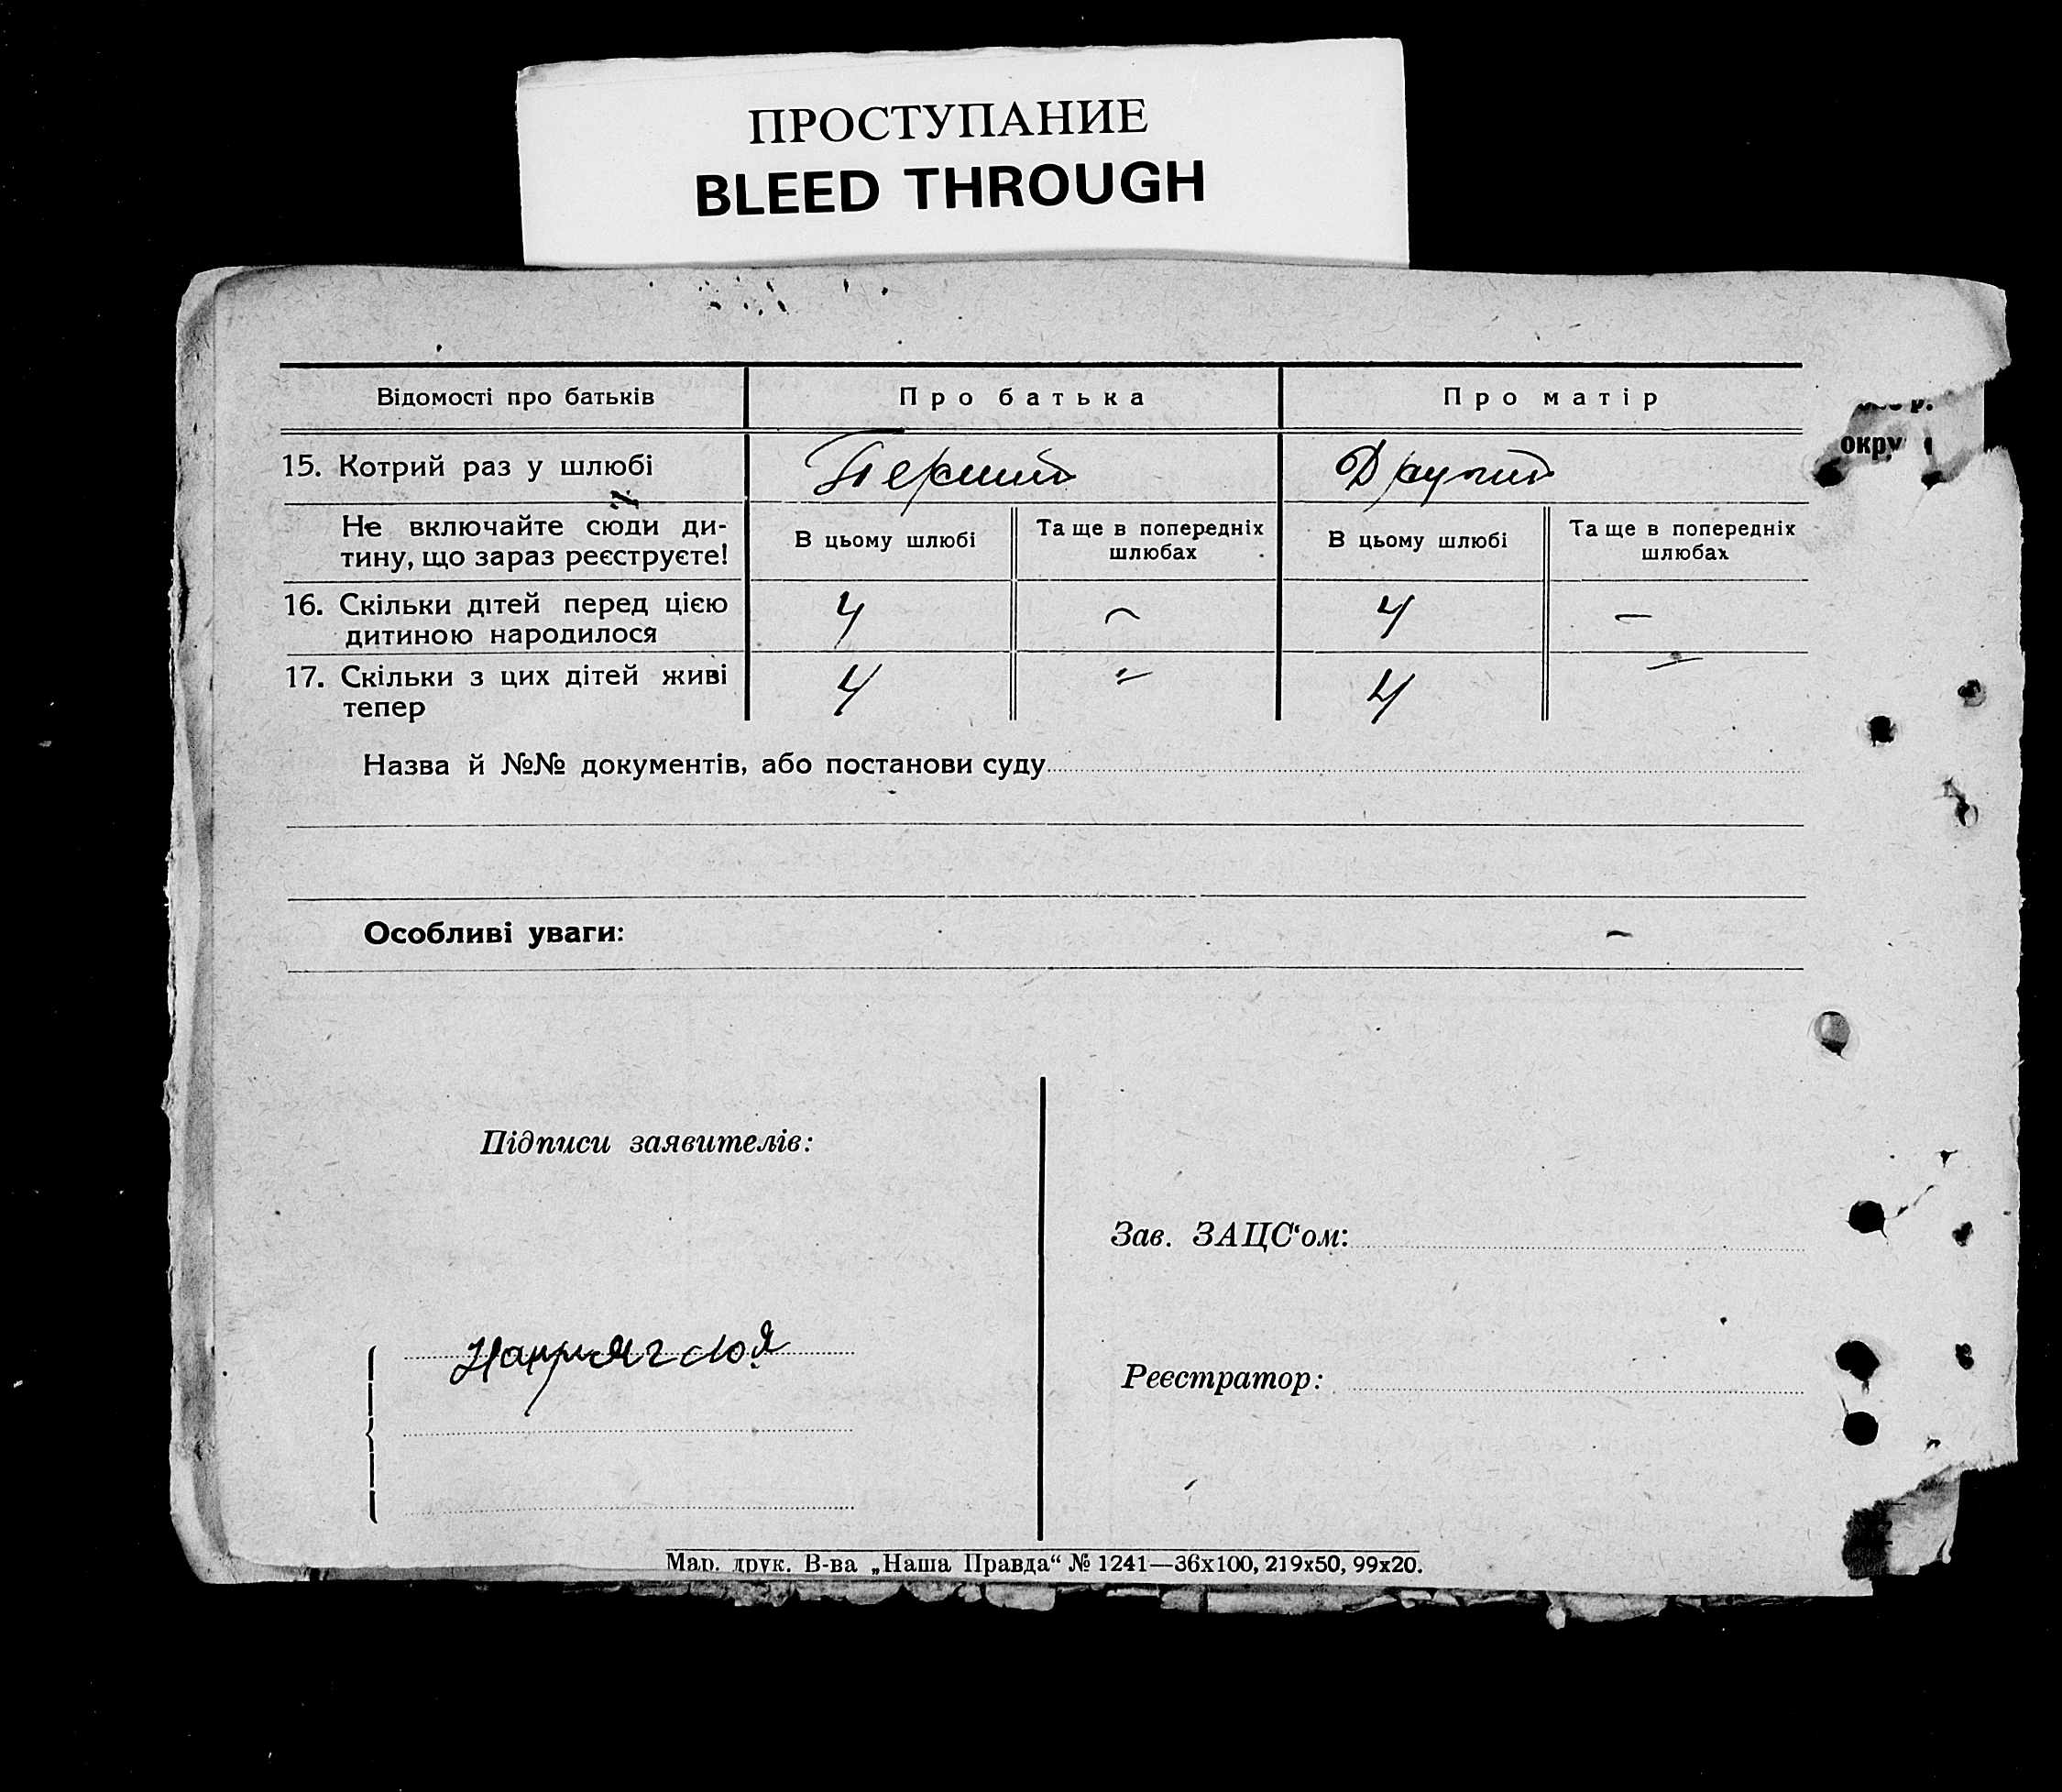 ПРОСТУПАНИЕ
BLEED THROUGH
Відомості про батьків Про батька Про матір
15. Котрий раз у шлюбі Перший Другий
Не включайте сюди ди-
тину, що зараз реєструєте!
В цьому шлюбі Та ще в попередніх шлюбах В цьому шлюбі Та ще в попередніх шлюбах
16. Скільки дітей перед цією 4 — 4 —
дитиною народилося
17. Скільки з цих дітей живі 4 — 4 —
тепер
Назва й №№ документів, або постанови суду
Особливі уваги: —
Підписи заявителів:
Зав. ЗАЦС‘ом:
Реєстратор:
Мар. друк. В-ва „Наша Правда“ № 1241—36х100, 219х50, 99х20.
окру